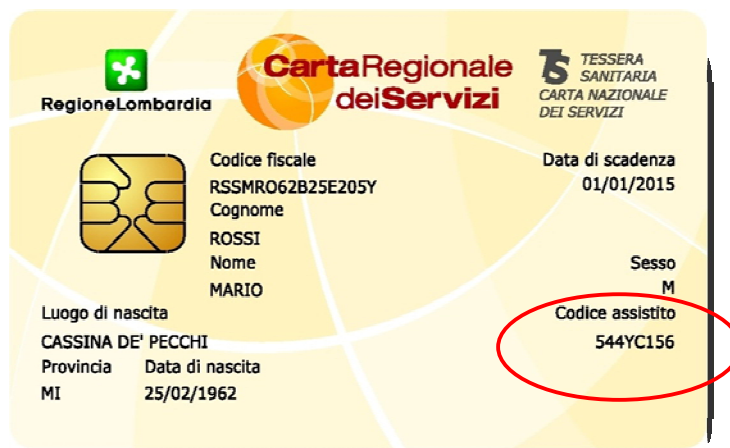 RegioneLombardia
CartaRegionale
deiServizi
TS
TESSERA
SANITARIA
CARTA NAZIONALE
DEI SERVIZI
Codice fiscale
RSSMRO62B25E205Y
Cognome
ROSSI
Nome
MARIO
Data di scadenza
01/01/2015
Sesso
M
Luogo di nascita
CASSINA DE' PECCHI
Provincia Data di nascita
MI 25/02/1962
Codice assistito
544YC156